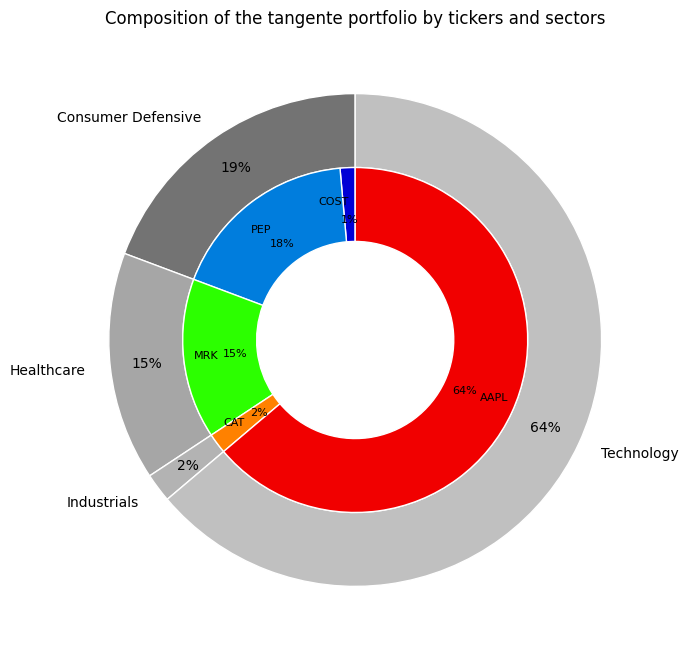 Composition of the tangente portfolio by tickers and sectors
Consumer Defensive
19%
COST
1%
PEP
18%
Healthcare
15%
MRK
15%
64%
AAPL
64%
Technology
CAT
2%
2%
Industrials